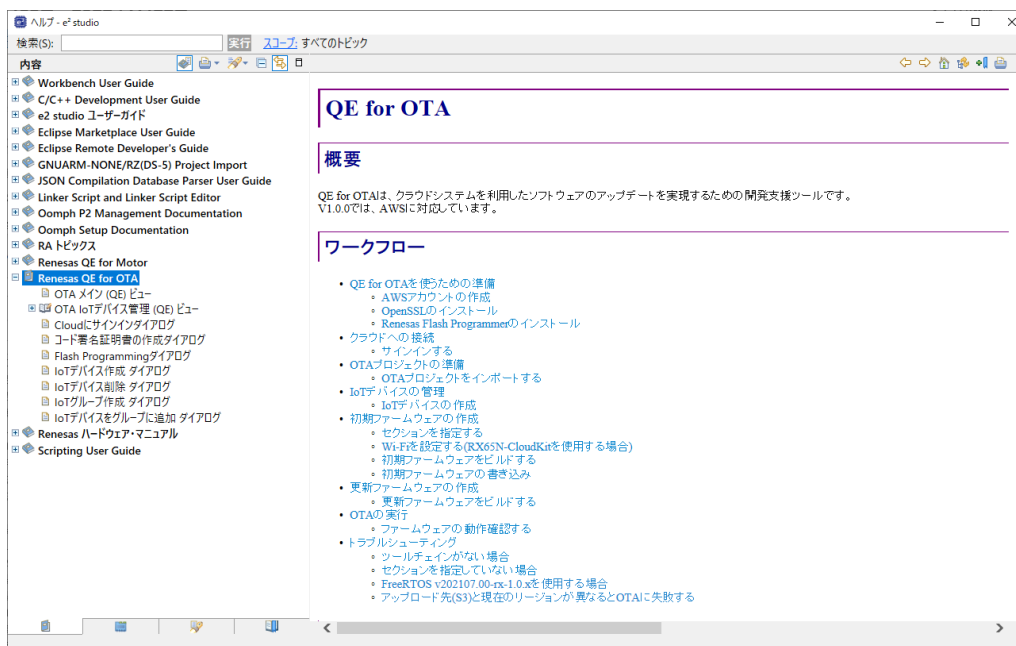 ヘルプ - e² studio
検索(S):
実行
スコープ: すべてのトピック
内容
Workbench User Guide
C/C++ Development User Guide
e2 studio ユーザーガイド
Eclipse Marketplace User Guide
Eclipse Remote Developer's Guide
GNUARM-NONE/RZ(DS-5) Project Import
JSON Compilation Database Parser User Guide
Linker Script and Linker Script Editor
Oomph P2 Management Documentation
Oomph Setup Documentation
RA トピックス
Renesas QE for Motor
Renesas QE for OTA
OTA メイン (QE) ビュー
OTA IoTデバイス管理 (QE) ビュー
Cloudにサインインダイアログ
コード署名証明書の作成ダイアログ
Flash Programmingダイアログ
IoTデバイス作成 ダイアログ
IoTデバイス削除 ダイアログ
IoTグループ作成 ダイアログ
IoTデバイスをグループに追加 ダイアログ
Renesas ハードウェア・マニュアル
Scripting User Guide
QE for OTA
概要
QE for OTAは、クラウドシステムを利用したソフトウェアのアップデートを実現するための開発支援ツールです。
V1.0.0では、AWSに対応しています。
ワークフロー
• QE for OTAを使うための準備
◦ AWSアカウントの作成
◦ OpenSSLのインストール
◦ Renesas Flash Programmerのインストール
• クラウドへの接続
◦ サインインする
• OTAプロジェクトの準備
◦ OTAプロジェクトをインポートする
• IoTデバイスの管理
◦ IoTデバイスの作成
• 初期ファームウェアの作成
◦ セクションを指定する
◦ Wi-Fiを設定する(RX65N-CloudKitを使用する場合)
◦ 初期ファームウェアをビルドする
◦ 初期ファームウェアの書き込み
• 更新ファームウェアの作成
◦ 更新ファームウェアをビルドする
• OTAの実行
◦ ファームウェアの動作確認する
• トラブルシューティング
◦ ツールチェインがない場合
◦ セクションを指定していない場合
◦ FreeRTOS v202107.00-rx-1.0.xを使用する場合
◦ アップロード先(S3)と現在のリージョンが異なるとOTAに失敗する